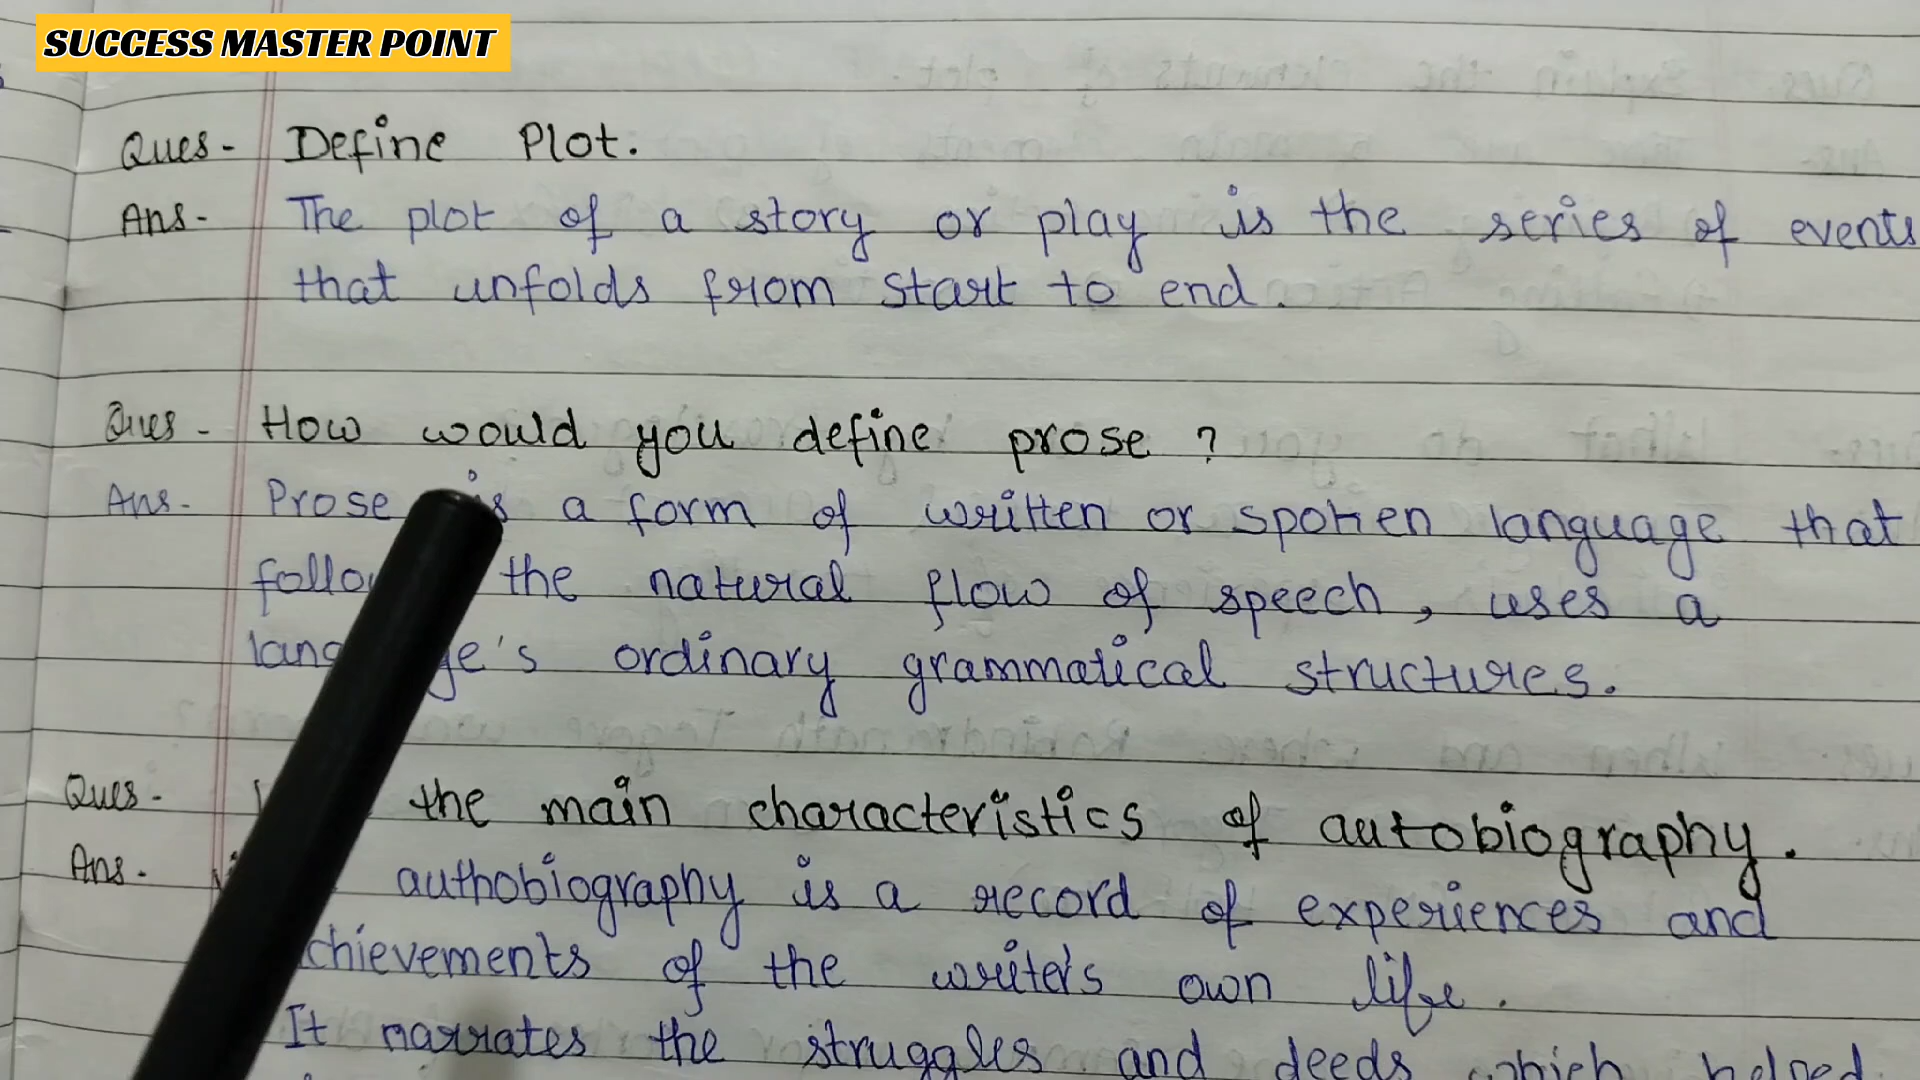 SUCCESS MASTER POINT
Ques- Define Plot.
Ans- The plot of a story or play is the series of events
that unfolds from start to end.
Ques- How would you define prose ?
Ans- Prose is a form of written or spoken language that
the natural flow of speech, uses a
ordinary grammatical structures.
Ques- the main characteristics of autobiography.
Ans- authobiography is a record of experiences and
of the writer's own life.
It narrates the struggles and deeds which helped